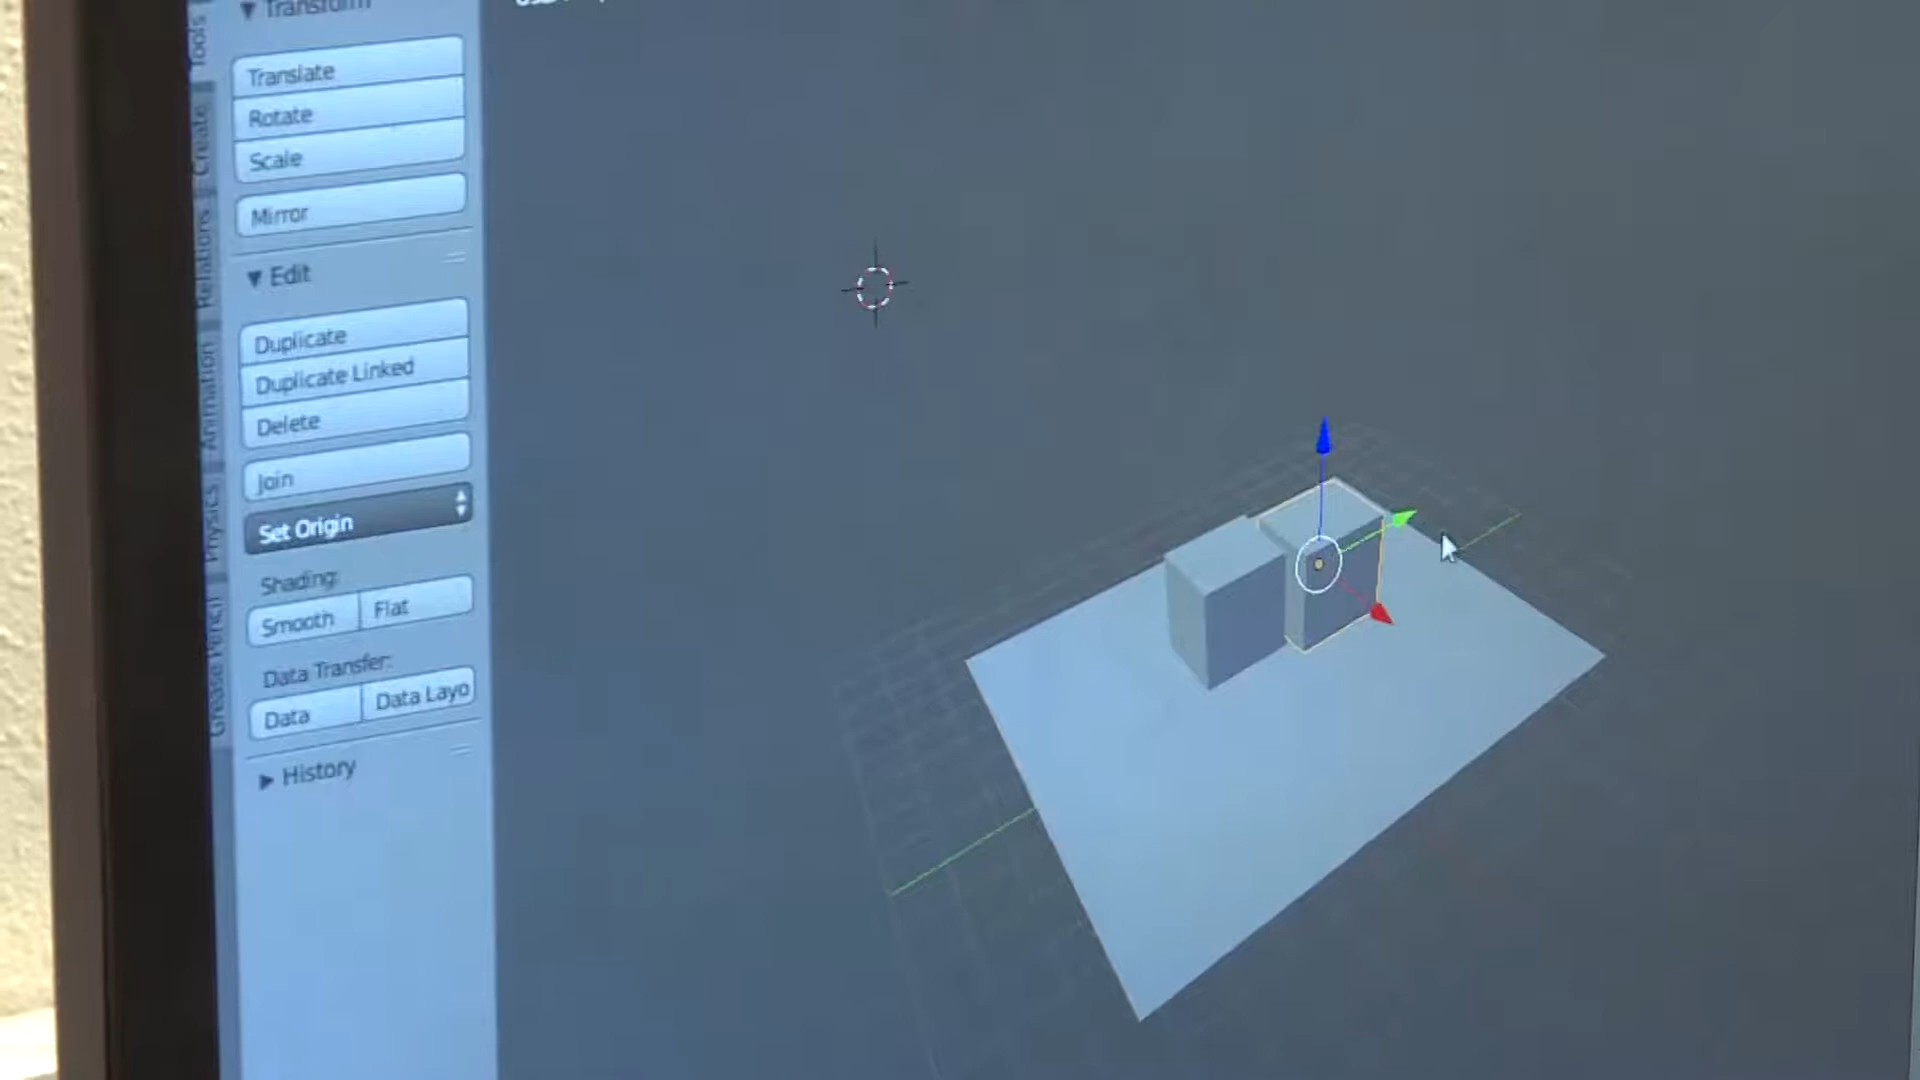 Transform
Tools
Translate
Create
Rotate
Scale
Mirror
Relations
Edit
Duplicate
Animation
Duplicate Linked
Delete
Join
Physics
Set Origin
Shading:
Smooth
Flat
Grease Pencil
Data Transfer:
Data
Data Layo
History